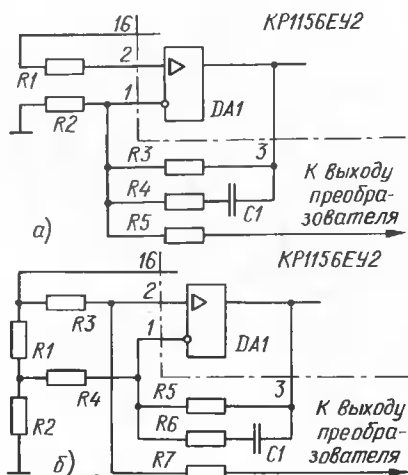 16
КР1156ЕУ2
R1
2
R2
1
DA1
R3
3
R4
C1
К выходу
преобра-
зователя
R5
а)
16
КР1156ЕУ2
R3
2
R1
1
DA1
R4
R5
3
R6
C1
К выходу
преобра-
зователя
R2
б)
R7